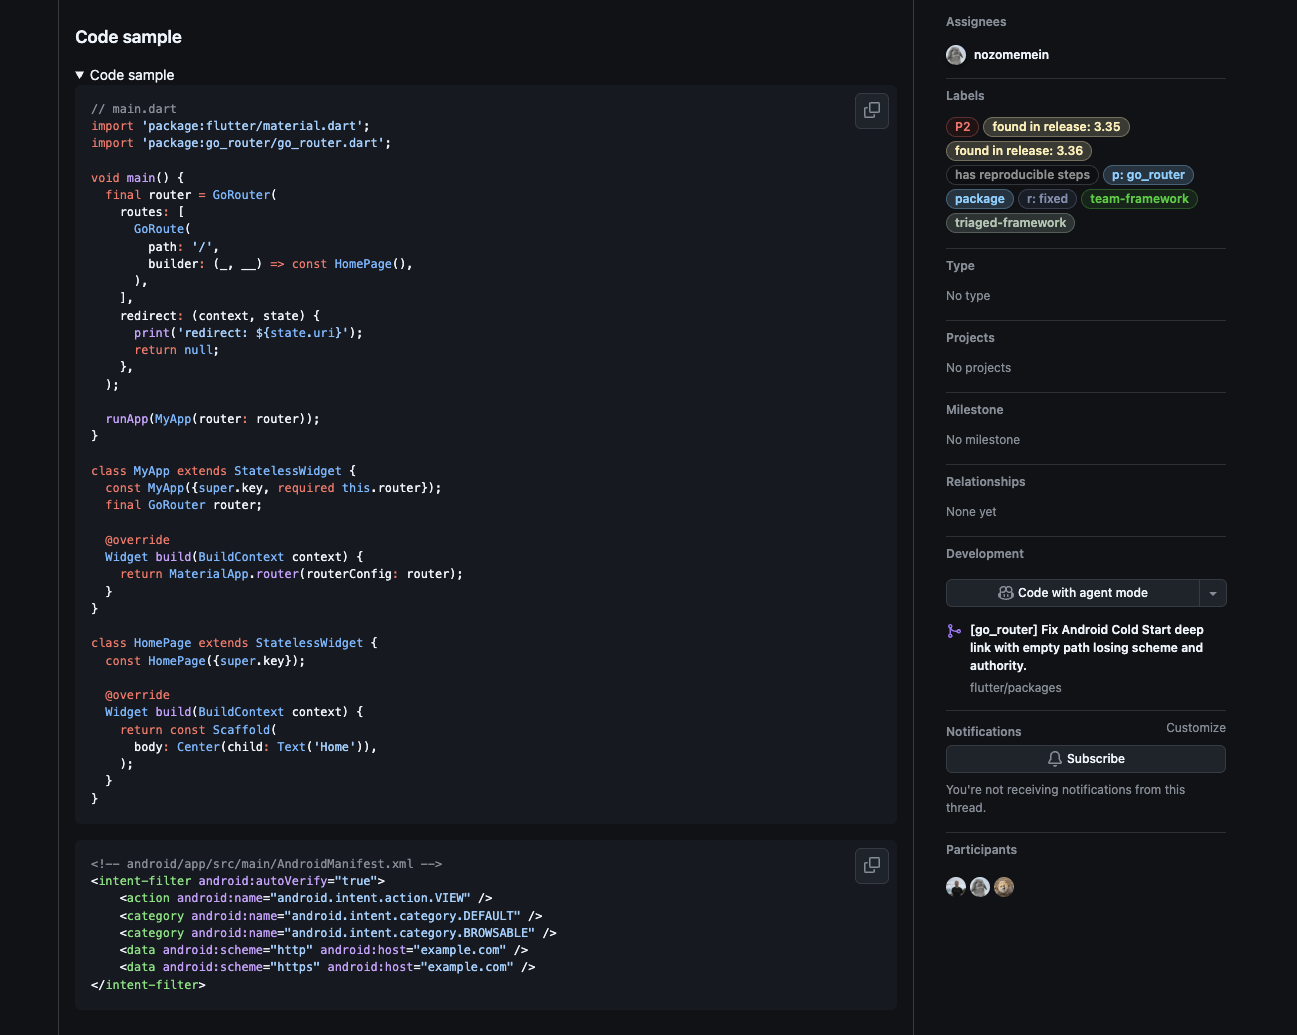 Code sample
▼ Code sample
// main.dart
import 'package:flutter/material.dart';
import 'package:go_router/go_router.dart';

void main() {
  final router = GoRouter(
    routes: [
      GoRoute(
        path: '/',
        builder: (_, __) => const HomePage(),
      ),
    ],
    redirect: (context, state) {
      print('redirect: ${state.uri}');
      return null;
    },
  );

  runApp(MyApp(router: router));
}

class MyApp extends StatelessWidget {
  const MyApp({super.key, required this.router});
  final GoRouter router;

  @override
  Widget build(BuildContext context) {
    return MaterialApp.router(routerConfig: router);
  }
}

class HomePage extends StatelessWidget {
  const HomePage({super.key});

  @override
  Widget build(BuildContext context) {
    return const Scaffold(
      body: Center(child: Text('Home')),
    );
  }
}
<!-- android/app/src/main/AndroidManifest.xml -->
<intent-filter android:autoVerify="true">
    <action android:name="android.intent.action.VIEW" />
    <category android:name="android.intent.category.DEFAULT" />
    <category android:name="android.intent.category.BROWSABLE" />
    <data android:scheme="http" android:host="example.com" />
    <data android:scheme="https" android:host="example.com" />
</intent-filter>
Assignees
nozomemein
Labels
P2 found in release: 3.35
found in release: 3.36
has reproducible steps p: go_router
package r: fixed team-framework
triaged-framework
Type
No type
Projects
No projects
Milestone
No milestone
Relationships
None yet
Development
Code with agent mode
[go_router] Fix Android Cold Start deep
link with empty path losing scheme and
authority.
flutter/packages
Notifications Customize
Subscribe
You're not receiving notifications from this
thread.
Participants